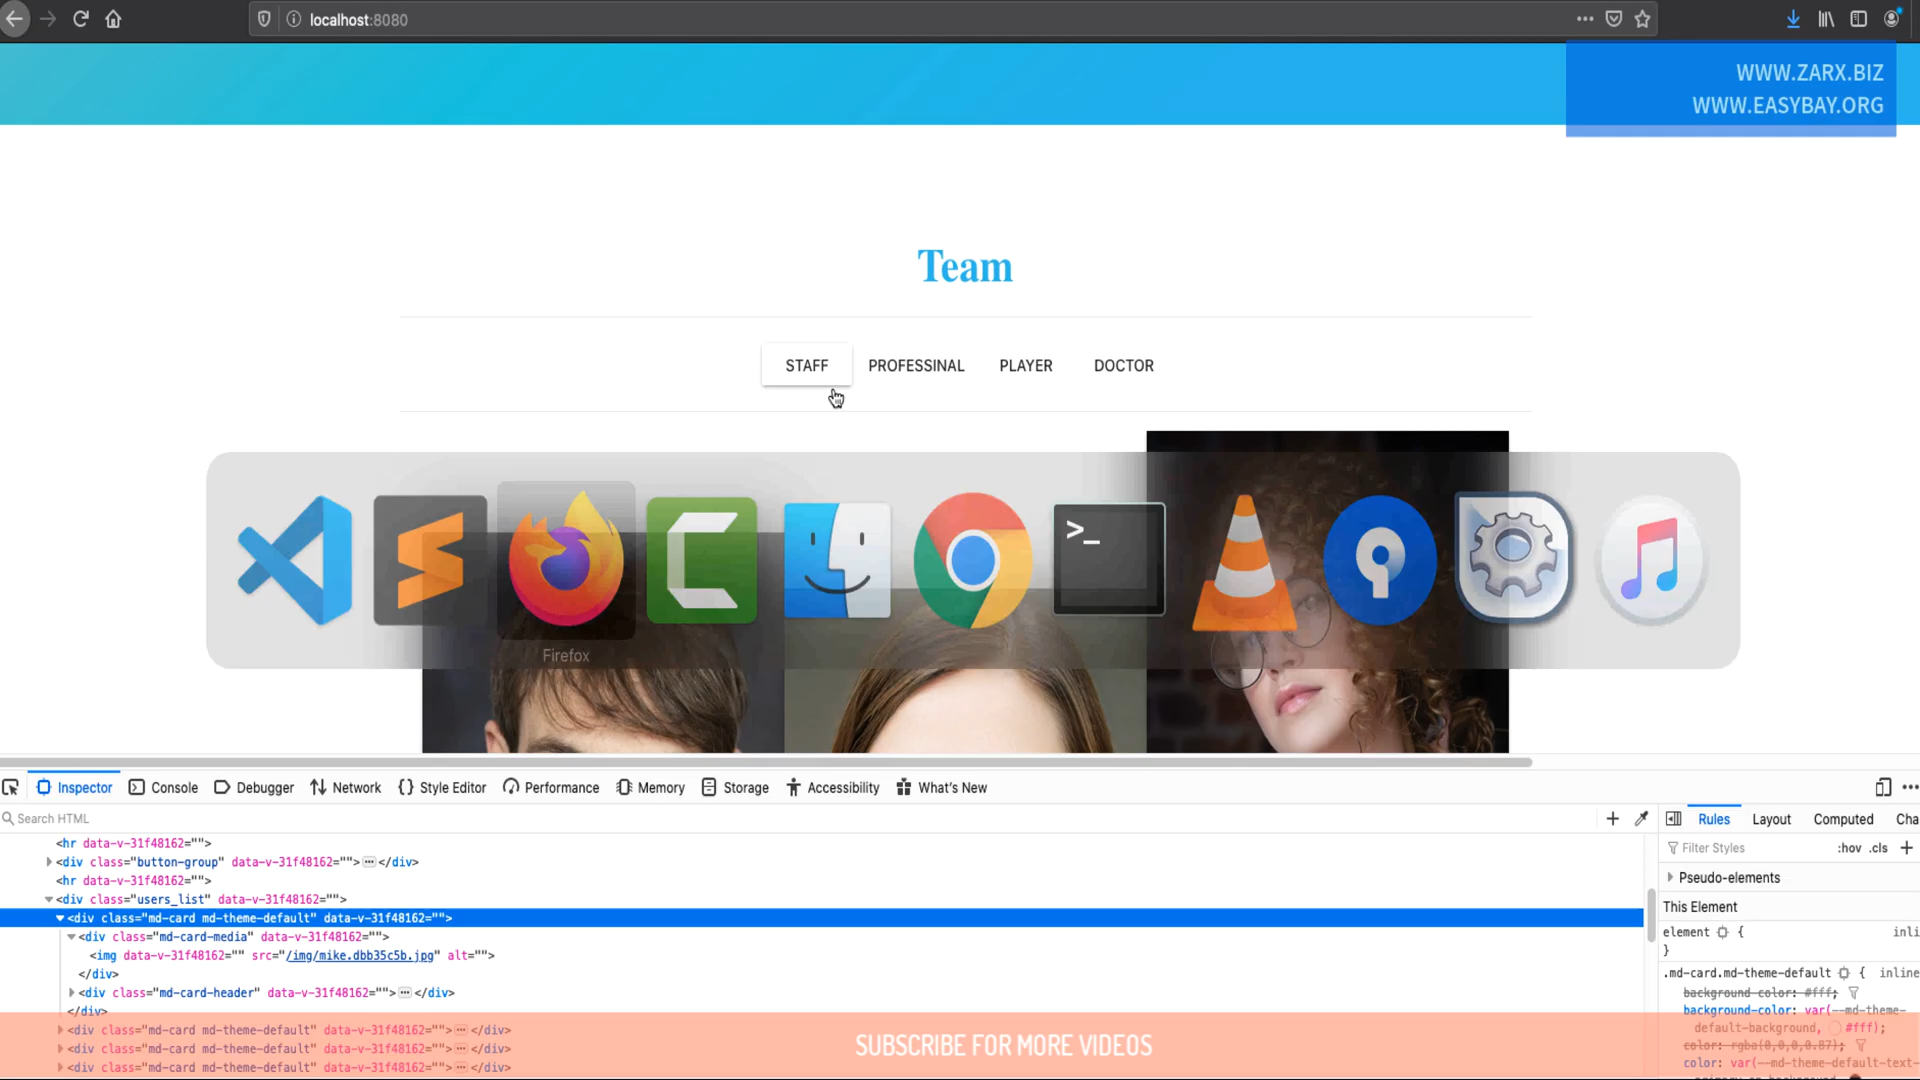 localhost:8080
WWW.ZARX.BIZ
WWW.EASYBAY.ORG
Team
STAFF PROFESSINAL PLAYER DOCTOR
>_
Firefox
Inspector Console Debugger Network Style Editor Performance Memory Storage Accessibility What's New
Search HTML
Rules Layout Computed Cha
<hr data-v-31f48162="">
Filter Styles :hov .cls
<div class="button-group" data-v-31f48162=""> </div>
<hr data-v-31f48162="">
Pseudo-elements
<div class="users_list" data-v-31f48162="">
This Element
<div class="md-card md-theme-default" data-v-31f48162="">
element { inli
<div class="md-card-media" data-v-31f48162="">
}
<img data-v-31f48162="" src="/img/mike.dbb35c5b.jpg" alt="">
</div>
.md-card.md-theme-default { inline
<div class="md-card-header" data-v-31f48162=""> </div>
background-color: #fff;
</div>
background-color: var(--md-theme-
<div class="md-card md-theme-default" data-v-31f48162=""> </div>
default-background, #fff);
<div class="md-card md-theme-default" data-v-31f48162=""> </div>
color: rgba(0,0,0,0.87);
<div class="md-card md-theme-default" data-v-31f48162=""> </div>
color: var(--md-theme-default-text-
SUBSCRIBE FOR MORE VIDEOS